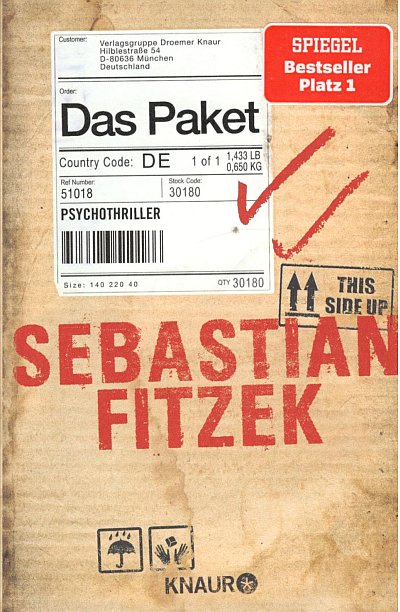 Customer:
Verlagsgruppe Droemer Knaur
Hilblestraße 54
D-80636 München
Deutschland
SPIEGEL
Bestseller
Platz 1
Order:
Das Paket
Country Code: DE
1 of 1
1,433 LB
0,650 KG
Ref Number:
51018
Stock Code:
30180
PSYCHOTHRILLER
Size: 140 220 40
QTY 30180
THIS
SIDE UP
SEBASTIAN
FITZEK
KNAUR